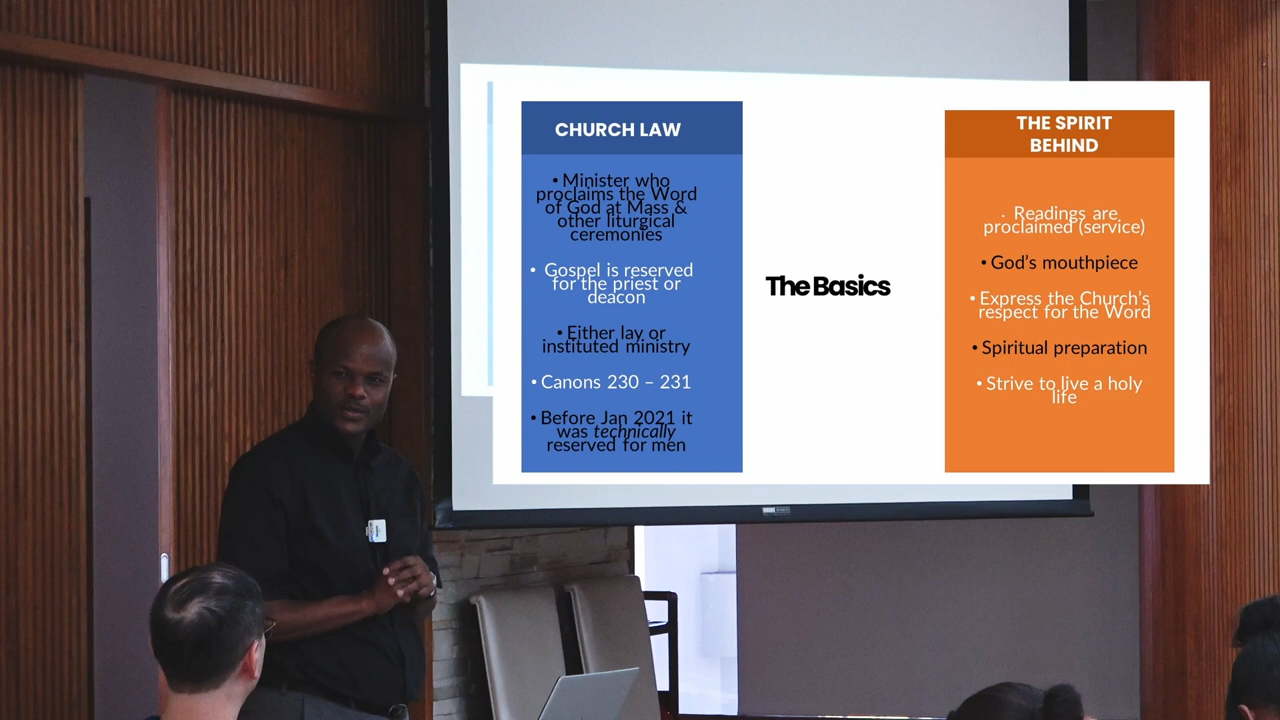 CHURCH LAW
• Minister who
proclaims the Word
of God at Mass &
other liturgical
ceremonies
• Gospel is reserved
for the priest or
deacon
• Either lay or
instituted ministry
• Canons 230 – 231
• Before Jan 2021 it
was technically
reserved for men
The Basics
THE SPIRIT
BEHIND
. Readings are
proclaimed (service)
• God's mouthpiece
• Express the Church's
respect for the Word
• Spiritual preparation
• Strive to live a holy
life